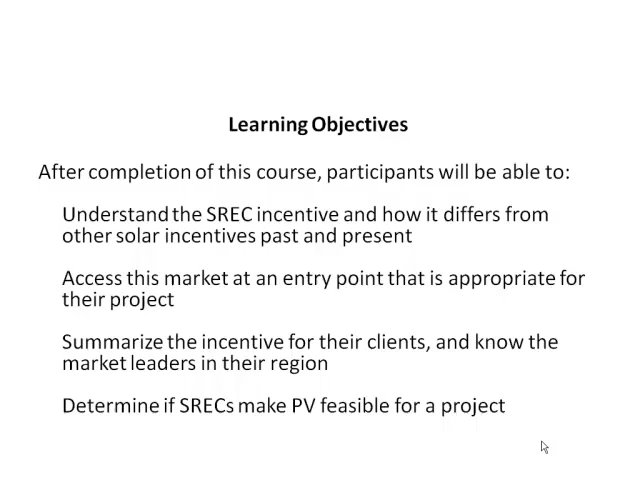 Learning Objectives
After completion of this course, participants will be able to:
Understand the SREC incentive and how it differs from
other solar incentives past and present
Access this market at an entry point that is appropriate for
their project
Summarize the incentive for their clients, and know the
market leaders in their region
Determine if SRECs make PV feasible for a project